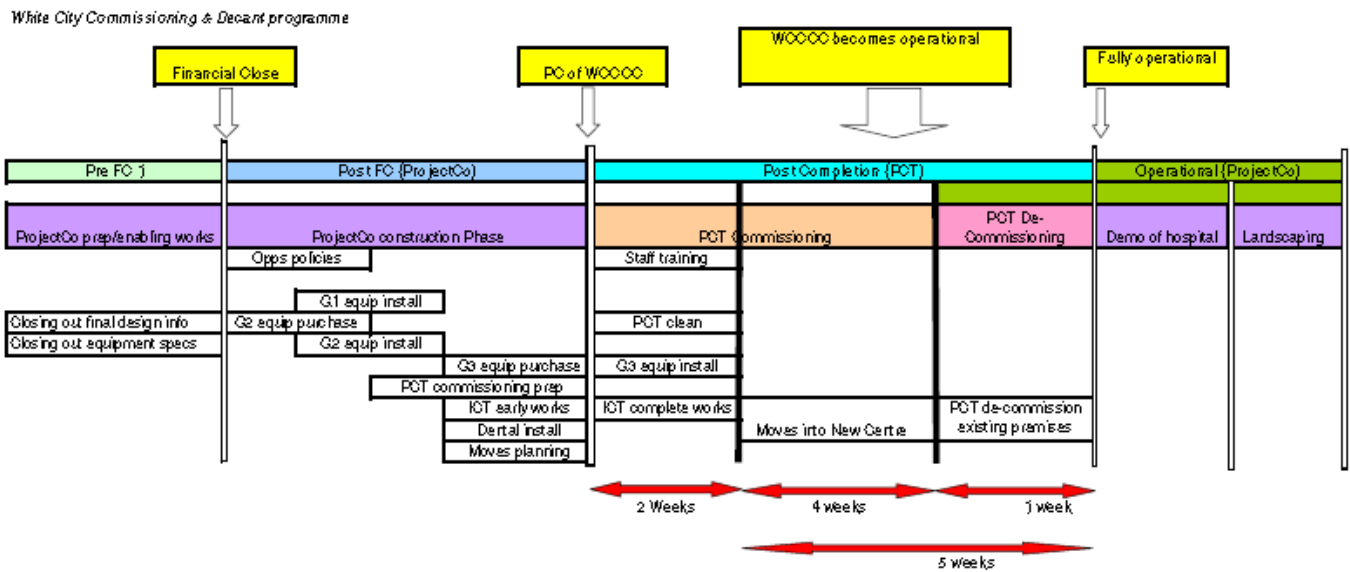 White City Commissioning & Decant programme
WCCCC becomes operational
Financial Close
PC of WCCCC
Fully operational
Pre FC 1
Post FC (ProjectCo)
Post Completion (PCT)
Operational (ProjectCo)
ProjectCo prep/enabling works
ProjectCo construction Phase
PCT Commissioning
PCT De-
Commissioning
Demo of hospital
Landscaping
Opps policies
Staff training
G1 equip install
Closing out final design info
G2 equip purchase
PCT clean
Closing out equipment specs
G2 equip install
G3 equip purchase
G3 equip install
PCT commissioning prep
ICT early works
ICT complete works
PCT de-commission
existing premises
Dental install
Moves into New Centre
Moves planning
2 Weeks
4 weeks
1 week
5 weeks